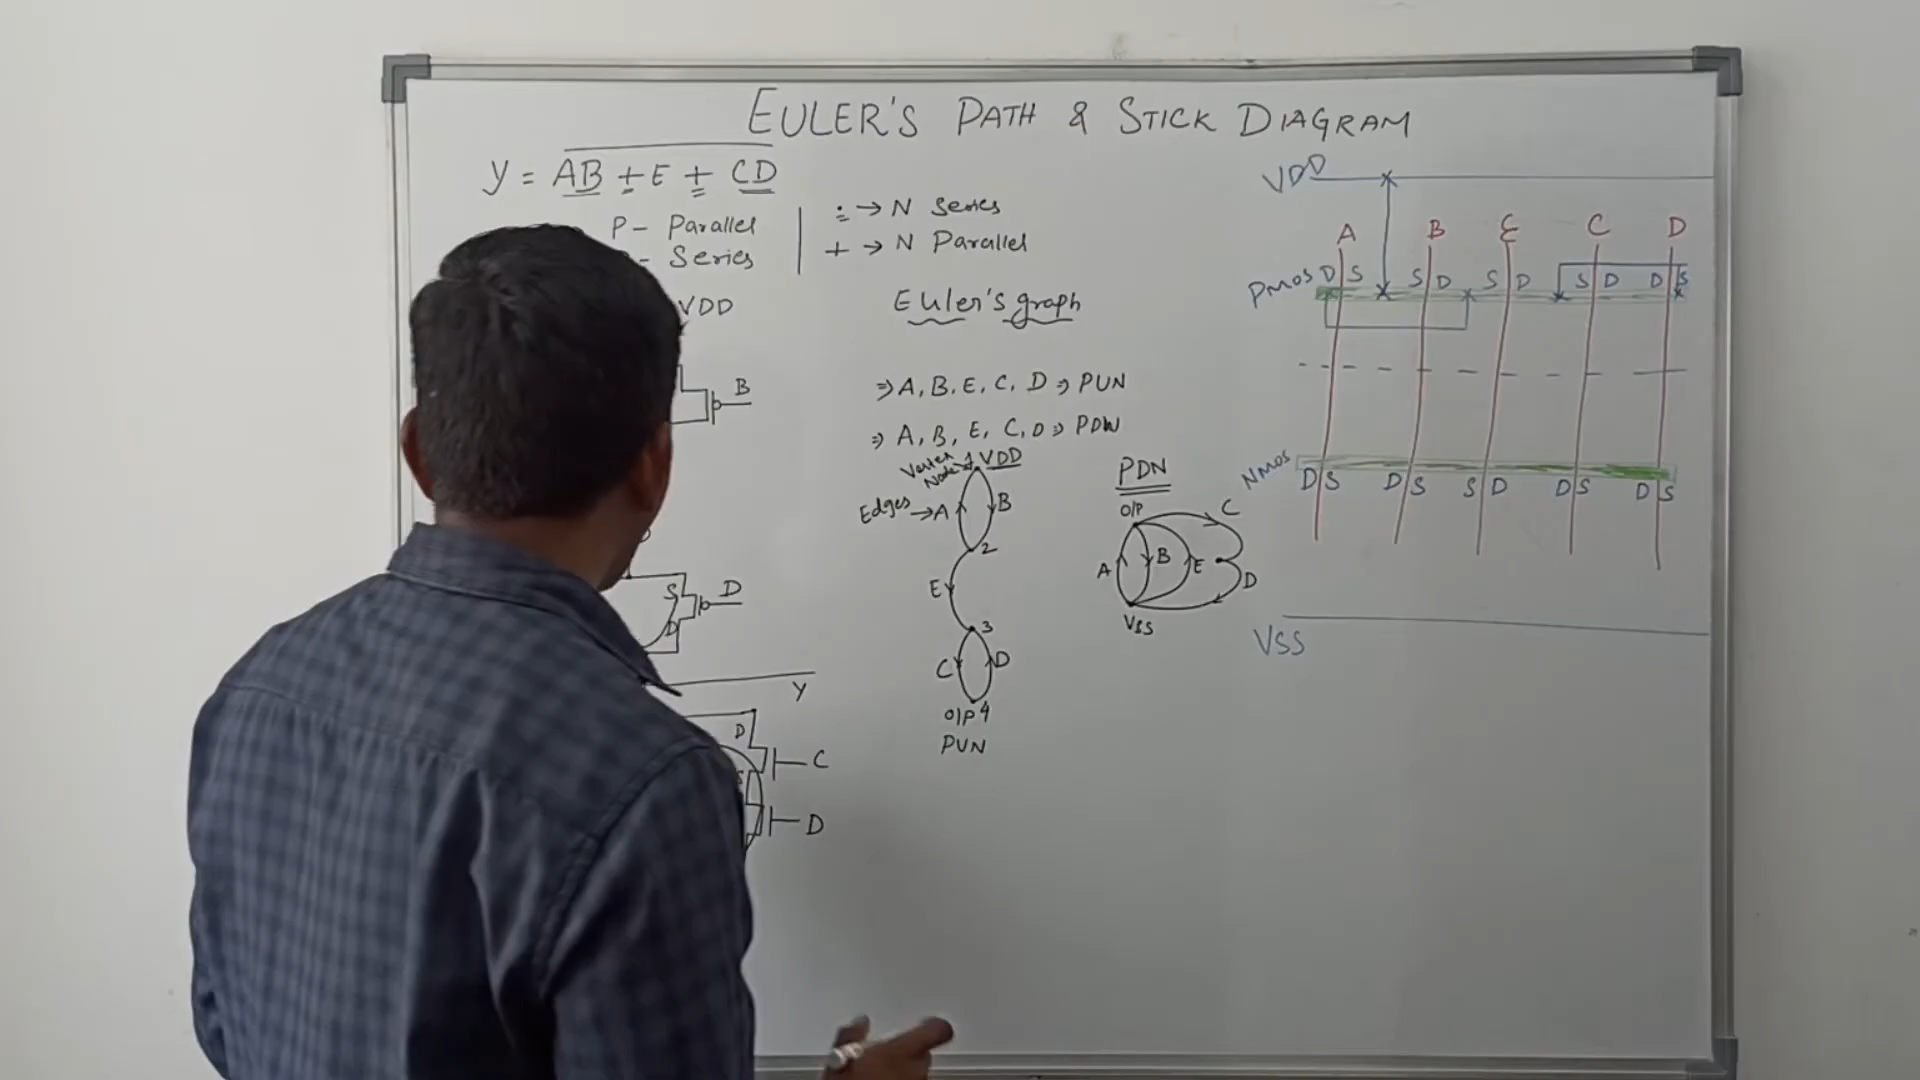 EULER'S PATH & STICK DIAGRAM
Y = AB + E + CD
P - Parallel
- Series
. → N Series
+ → N Parallel
VDD
Euler's graph
B
⇒ A, B, E, C, D ⇒ PUN
⇒ A, B, E, C, D ⇒ PDN
Vertex
Node
1 VDD
Edges → A
B
2
E
3
C
D
O/P 4
PUN
S
D
D
Y
D
C
S
D
PDN
O/P
A
B
E
C
D
VSS
VDD
A B E C D
PMOS D S S D S D S D D S
NMOS D S D S S D D S D S
VSS